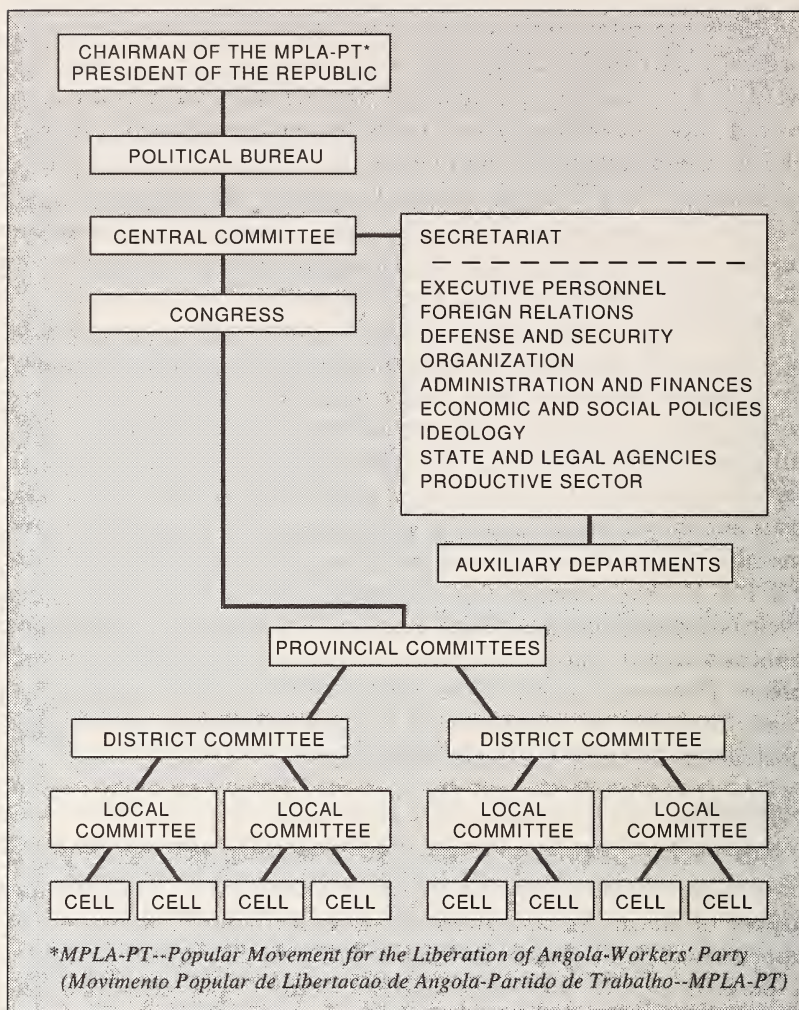 CHAIRMAN OF THE MPLA-PT*
PRESIDENT OF THE REPUBLIC
POLITICAL BUREAU
CENTRAL COMMITTEE
SECRETARIAT
EXECUTIVE PERSONNEL
FOREIGN RELATIONS
DEFENSE AND SECURITY
ORGANIZATION
ADMINISTRATION AND FINANCES
ECONOMIC AND SOCIAL POLICIES
IDEOLOGY
STATE AND LEGAL AGENCIES
PRODUCTIVE SECTOR
CONGRESS
AUXILIARY DEPARTMENTS
PROVINCIAL COMMITTEES
DISTRICT COMMITTEE
DISTRICT COMMITTEE
LOCAL
COMMITTEE
LOCAL
COMMITTEE
LOCAL
COMMITTEE
LOCAL
COMMITTEE
CELL
CELL
CELL
CELL
CELL
CELL
CELL
CELL
*MPLA-PT--Popular Movement for the Liberation of Angola-Workers' Party
(Movimento Popular de Libertacao de Angola-Partido de Trabalho--MPLA-PT)